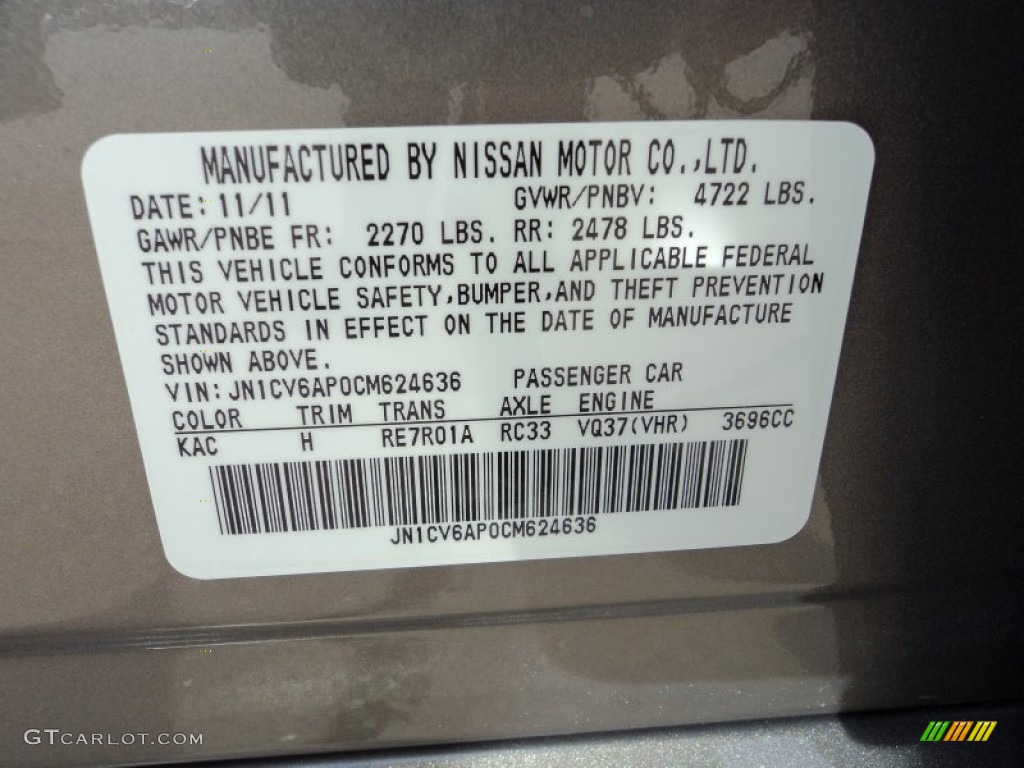 MANUFACTURED BY NISSAN MOTOR CO.,LTD.
DATE: 11/11 GVWR/PNBV: 4722 LBS.
GAWR/PNBE FR: 2270 LBS. RR: 2478 LBS.
THIS VEHICLE CONFORMS TO ALL APPLICABLE FEDERAL
MOTOR VEHICLE SAFETY,BUMPER,AND THEFT PREVENTION
STANDARDS IN EFFECT ON THE DATE OF MANUFACTURE
SHOWN ABOVE.
VIN: JN1CV6AP0CM624636 PASSENGER CAR
COLOR TRIM TRANS AXLE ENGINE
KAC H RE7R01A RC33 VQ37(VHR) 3696CC
JN1CV6AP0CM624636
GTCARLOT.COM